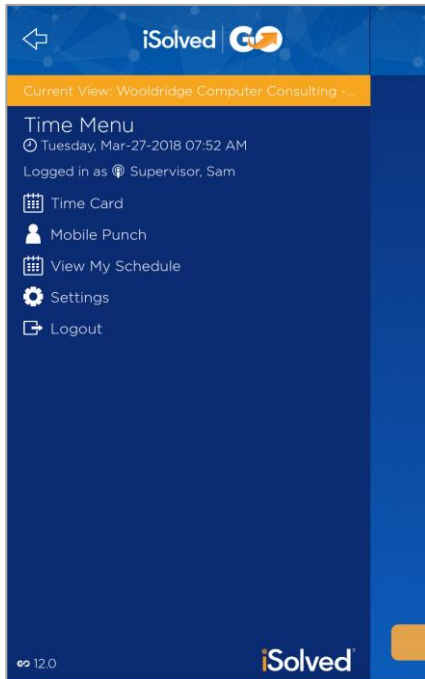 iSolved GO
Current View: Wooldridge Computer Consulting -...
Time Menu
Tuesday, Mar-27-2018 07:52 AM
Logged in as Supervisor, Sam
Time Card
Mobile Punch
View My Schedule
Settings
Logout
12.0
iSolved